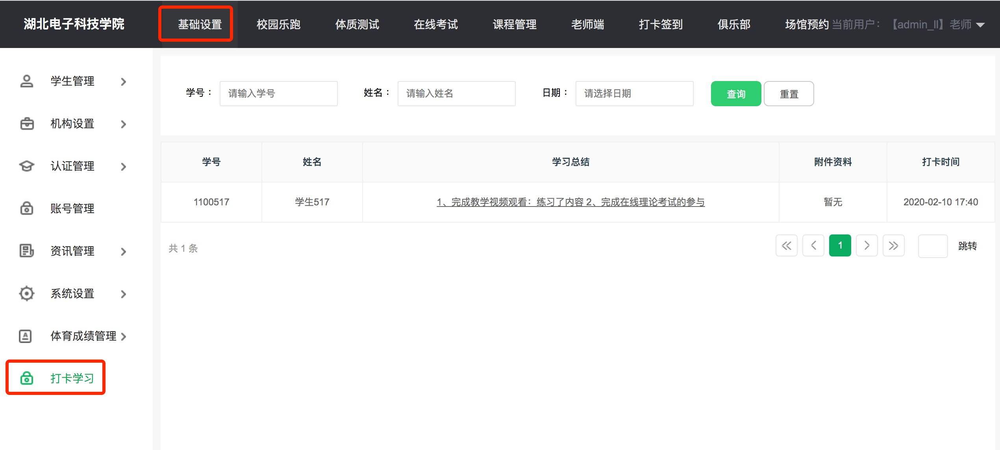 湖北电子科技学院 基础设置 校园乐跑 体质测试 在线考试 课程管理 老师端 打卡签到 俱乐部 场馆预约 当前用户：【admin_ll】老师
学生管理
机构设置
认证管理
账号管理
资讯管理
系统设置
体育成绩管理
打卡学习
学号： 请输入学号 姓名： 请输入姓名 日期： 请选择日期 查询 重置
学号 姓名 学习总结 附件资料 打卡时间
1100517 学生517 1、完成教学视频观看：练习了内容 2、完成在线理论考试的参与 暂无 2020-02-10 17:40
共 1 条 1 跳转